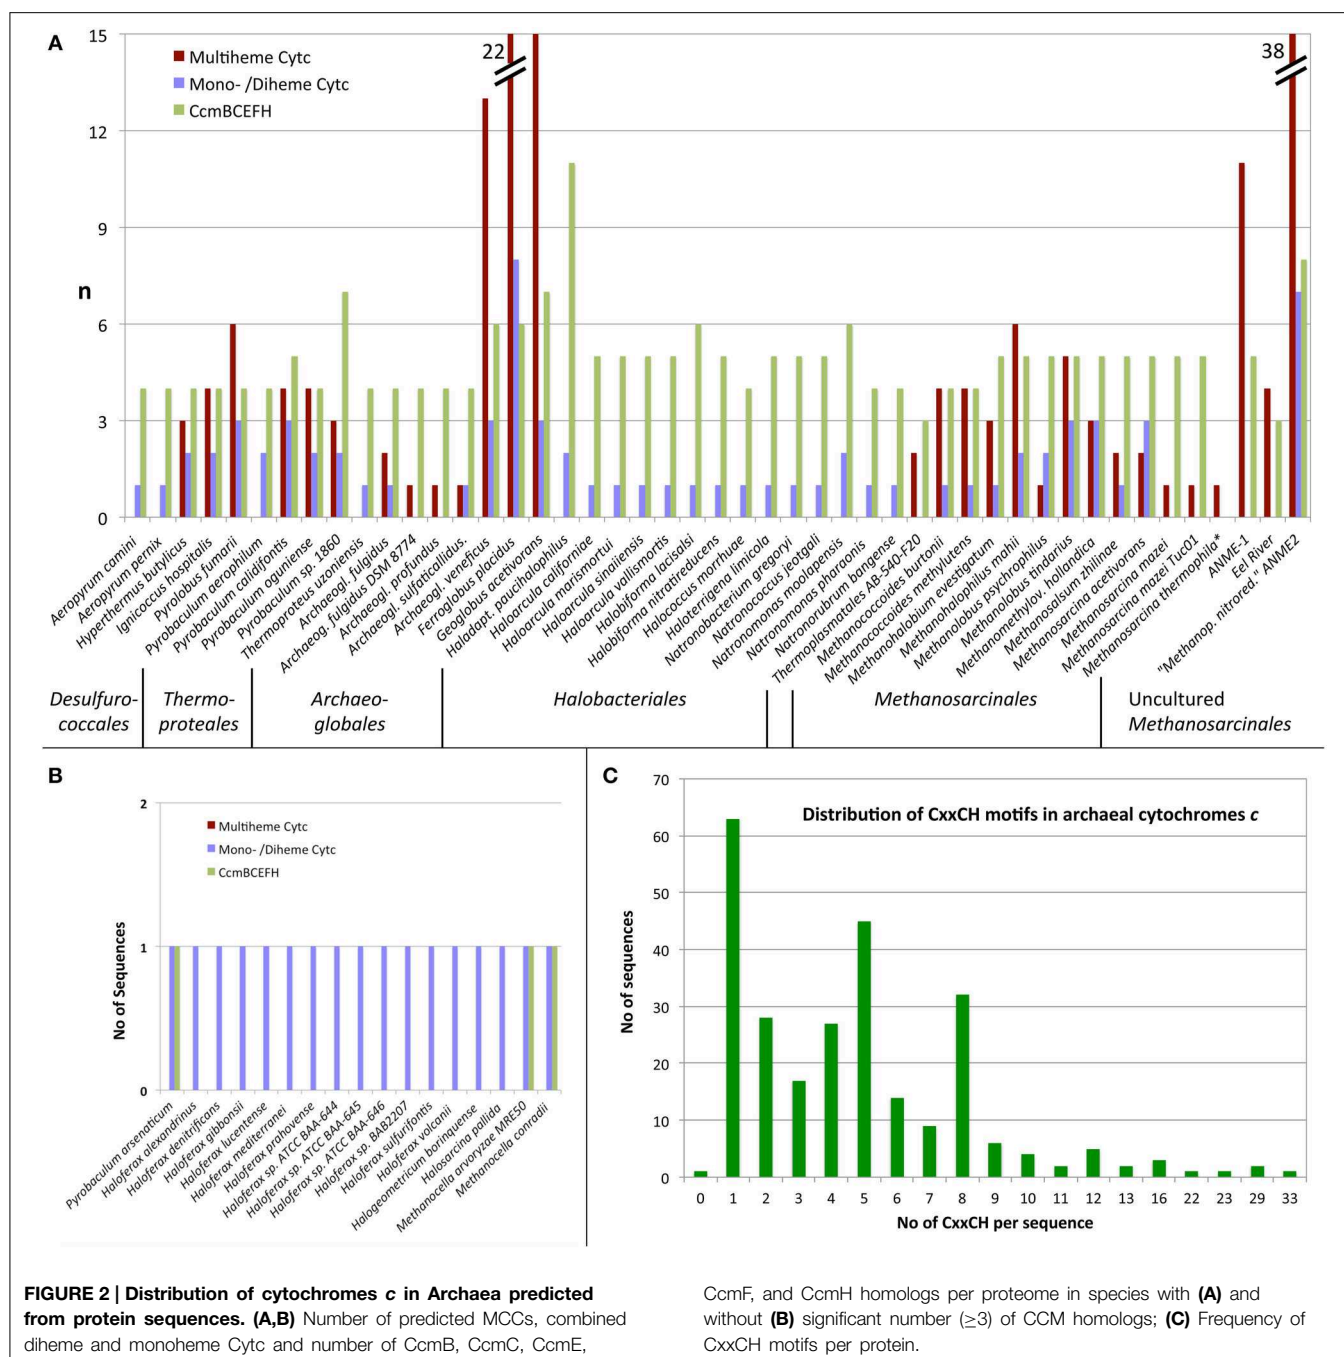 A
15
12
9
n
6
3
0
Multiheme Cytc
Mono- /Diheme Cytc
CcmBCEFH
22
38
Aeropyrum camini
Aeropyrum pernix
Hyperthermus butylicus
Ignicoccus hospitalis
Pyrolobus fumarii
Pyrobaculum aerophilum
Pyrobaculum calidifontis
Pyrobaculum oguniense
Pyrobaculum sp. 1860
Thermoproteus uzoniensis
Archaeogl. fulgidus
Archaeog. fulgidus DSM 8774
Archaeogl. profundus
Archaeogl. sulfaticallidus.
Archaeogl. veneficus
Ferroglobus placidus
Geoglobus acetivorans
Haladapt. paucihalophilus
Haloarcula californiae
Haloarcula marismortui
Haloarcula sinaiiensis
Haloarcula vallismortis
Halobiforma lacisalsi
Halobiforma nitratireducens
Halococcus morrhuae
Haloterrigena limicola
Natronobacterium gregoryi
Natronococcus jeotgali
Natronomonas moolapensis
Natronomonas pharaonis
Natronorubrum bangense
Thermoplasmatales AB-540-F20
Methanococcoides burtonii
Methanococcoides methylutens
Methanohalobium evestigatum
Methanohalophilus mahii
Methanolobus psychrophilus
Methanolobus tindarius
Methanomethylov. hollandica
Methanosalsum zhilinae
Methanosarcina acetivorans
Methanosarcina mazei
Methanosarcina mazei Tuc01
Methanosarcina thermophila*
ANME-1
Eel River
"Methanop. nitrored." ANME2
Desulfuro-
coccales
Thermo-
proteales
Archaeo-
globales
Halobacteriales
Methanosarcinales
Uncultured
Methanosarcinales
B
2
1
0
No of Sequences
Multiheme Cytc
Mono- /Diheme Cytc
CcmBCEFH
Pyrobaculum arsenaticum
Haloferax alexandrinus
Haloferax denitrificans
Haloferax gibbonsii
Haloferax lucentense
Haloferax mediterranei
Haloferax prahovense
Haloferax sp. ATCC BAA-644
Haloferax sp. ATCC BAA-645
Haloferax sp. ATCC BAA-646
Haloferax sp. BAB2207
Haloferax sulfurifontis
Haloferax volcanii
Halogeometricum borinquense
Halosarcina pallida
Methanocella arvoryzae MRE50
Methanocella conradii
C
Distribution of CxxCH motifs in archaeal cytochromes c
70
60
50
40
30
20
10
0
No of sequences
0 1 2 3 4 5 6 7 8 9 10 11 12 13 16 22 23 29 33
No of CxxCH per sequence
FIGURE 2 | Distribution of cytochromes c in Archaea predicted
from protein sequences. (A,B) Number of predicted MCCs, combined
diheme and monoheme Cytc and number of CcmB, CcmC, CcmE,
CcmF, and CcmH homologs per proteome in species with (A) and
without (B) significant number (≥3) of CCM homologs; (C) Frequency of
CxxCH motifs per protein.